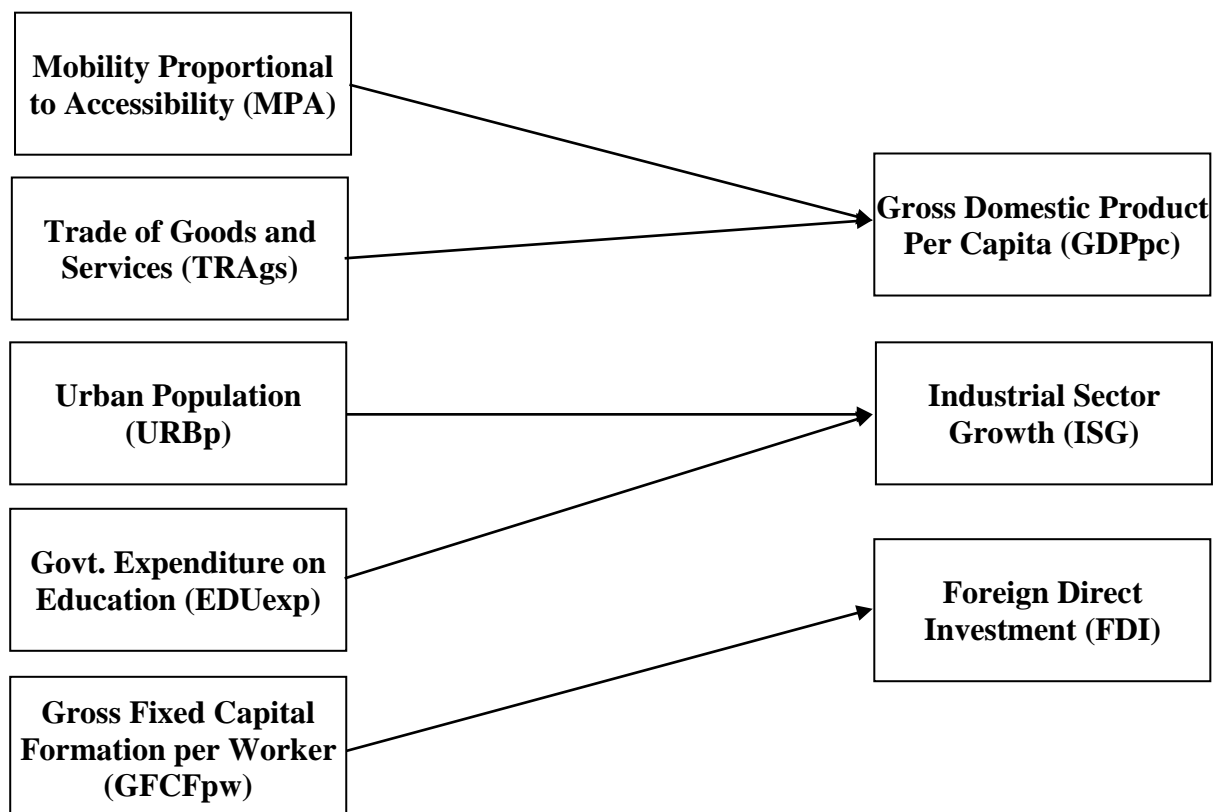 Mobility Proportional
to Accessibility (MPA)
Trade of Goods and
Services (TRAgs)
Urban Population
(URBp)
Govt. Expenditure on
Education (EDUexp)
Gross Fixed Capital
Formation per Worker
(GFCFpw)
Gross Domestic Product
Per Capita (GDPpc)
Industrial Sector
Growth (ISG)
Foreign Direct
Investment (FDI)